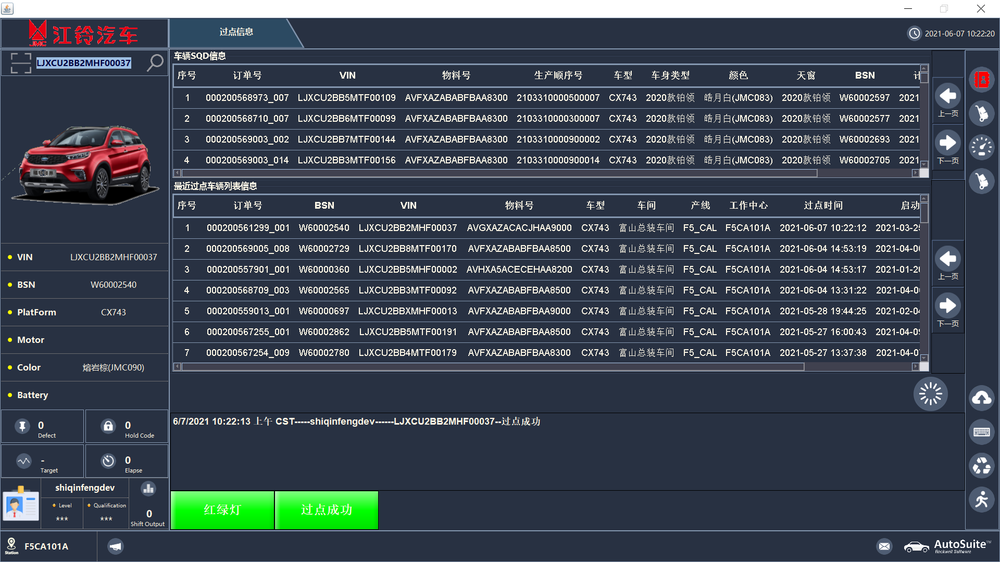 JMC 江铃汽车
过点信息
2021-06-07 10:22:20
LJXCU2BB2MHF00037
车辆SQD信息
序号 订单号 VIN 物料号 生产顺序号 车型 车身类型 颜色 天窗 BSN
1 000200568973_007 LJXCU2BB5MTF00109 AVFXAZABABFBAA8300 2103310000500007 CX743 2020款铂领 皓月白(JMC083) 2020款铂领 W60002597 2021
2 000200568710_007 LJXCU2BB6MTF00099 AVFXAZABABFBAA8300 2103310000300007 CX743 2020款铂领 皓月白(JMC083) 2020款铂领 W60002577 2021
3 000200569003_002 LJXCU2BB7MTF00144 AVFXAZABABFBAA8300 2103310000900002 CX743 2020款铂领 皓月白(JMC083) 2020款铂领 W60002693 2021
4 000200569003_014 LJXCU2BB3MTF00156 AVFXAZABABFBAA8300 2103310000900014 CX743 2020款铂领 皓月白(JMC083) 2020款铂领 W60002705 2021
上一页
下一页
最近过点车辆列表信息
序号 订单号 BSN VIN 物料号 车型 车间 产线 工作中心 过点时间 启动
1 000200561299_001 W60002540 LJXCU2BB2MHF00037 AVGXAZACACJHAA9000 CX743 富山总装车间 F5_CAL F5CA101A 2021-06-07 10:22:12 2021-03-25
2 000200569005_008 W60002729 LJXCU2BB8MTF00170 AVFXAZABABFBAA8500 CX743 富山总装车间 F5_CAL F5CA101A 2021-06-04 14:53:19 2021-04-0
3 000200557901_001 W60000360 LJXCU2BB5MHF00002 AVHXA5ACECEHAA8200 CX743 富山总装车间 F5_CAL F5CA101A 2021-06-04 14:53:17 2021-01-2
4 000200568709_003 W60002565 LJXCU2BB3MTF00092 AVFXAZABABFBAA8500 CX743 富山总装车间 F5_CAL F5CA101A 2021-06-04 13:31:22 2021-04-0
5 000200559013_001 W60000697 LJXCU2BBXMHF00013 AVFXAZABABFBAA9000 CX743 富山总装车间 F5_CAL F5CA101A 2021-05-28 19:44:25 2021-02-04
6 000200567255_001 W60002862 LJXCU2BB5MTF00191 AVFXAZABABFBAA8500 CX743 富山总装车间 F5_CAL F5CA101A 2021-05-27 16:00:43 2021-04-09
7 000200567254_009 W60002780 LJXCU2BB4MTF00179 AVFXAZABABFBAA8300 CX743 富山总装车间 F5_CAL F5CA101A 2021-05-27 13:37:38 2021-04-0
上一页
下一页
VIN LJXCU2BB2MHF00037
BSN W60002540
PlatForm CX743
Motor
Color 熔岩棕(JMC090)
Battery
0 Defect
0 Hold Code
- Target
0 Elapse
shiqinfengdev
Level ***
Qualification ***
0 Shift Output
6/7/2021 10:22:13 上午 CST-----shiqinfengdev------LJXCU2BB2MHF00037--过点成功
红绿灯
过点成功
Station F5CA101A
AutoSuite™
Rockwell Software